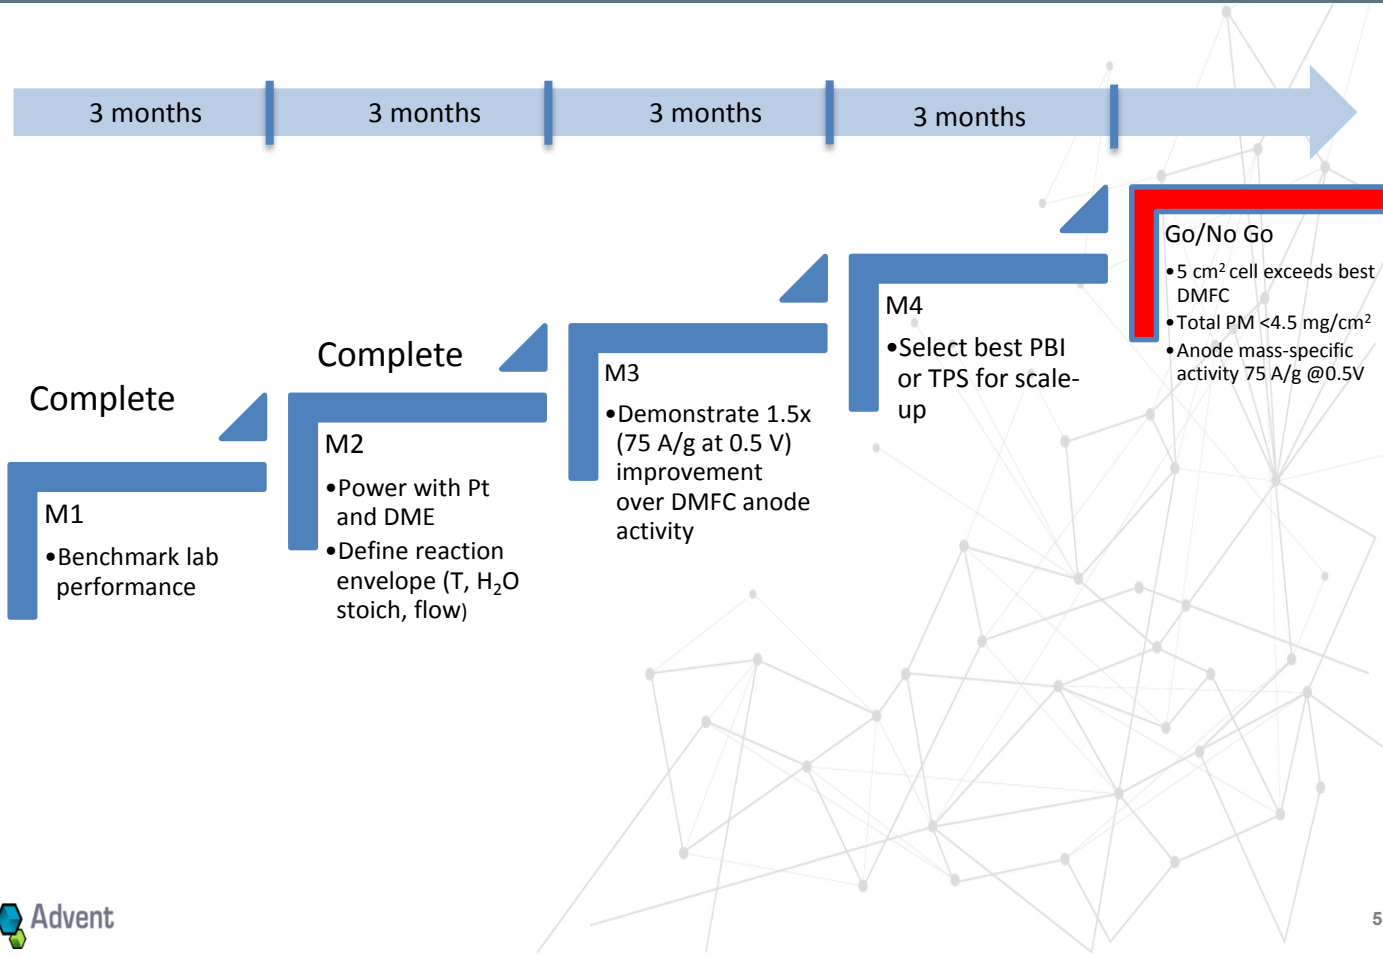 3 months
3 months
3 months
3 months
Complete
M1
•Benchmark lab
performance
Complete
M2
•Power with Pt
and DME
•Define reaction
envelope (T, H₂O
stoich, flow)
M3
•Demonstrate 1.5x
(75 A/g at 0.5 V)
improvement
over DMFC anode
activity
M4
•Select best PBI
or TPS for scale-
up
Go/No Go
•5 cm² cell exceeds best
DMFC
•Total PM <4.5 mg/cm²
•Anode mass-specific
activity 75 A/g @0.5V
Advent
5